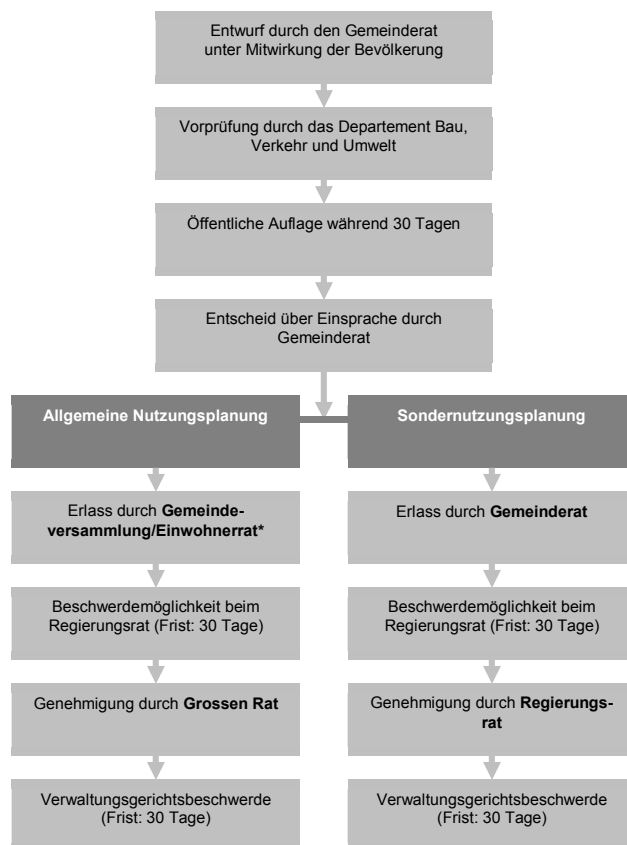 Entwurf durch den Gemeinderat
unter Mitwirkung der Bevölkerung
Vorprüfung durch das Departement Bau,
Verkehr und Umwelt
Öffentliche Auflage während 30 Tagen
Entscheid über Einsprache durch
Gemeinderat
Allgemeine Nutzungsplanung
Erlass durch Gemeinde-
versammlung/Einwohnerrat*
Beschwerdemöglichkeit beim
Regierungsrat (Frist: 30 Tage)
Genehmigung durch Grossen Rat
Verwaltungsgerichtsbeschwerde
(Frist: 30 Tage)
Sondernutzungsplanung
Erlass durch Gemeinderat
Beschwerdemöglichkeit beim
Regierungsrat (Frist: 30 Tage)
Genehmigung durch Regierungs-
rat
Verwaltungsgerichtsbeschwerde
(Frist: 30 Tage)